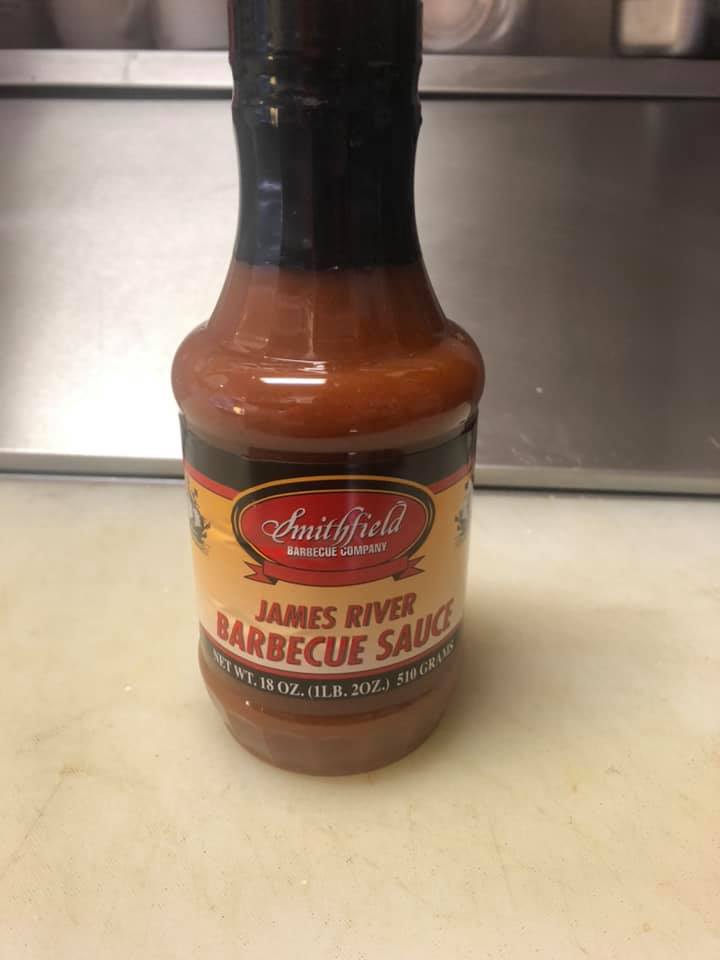 Smithfield
BARBECUE COMPANY
JAMES RIVER
BARBECUE SAUCE
NET WT. 18 OZ. (1LB. 2OZ.) 510 GRAMS